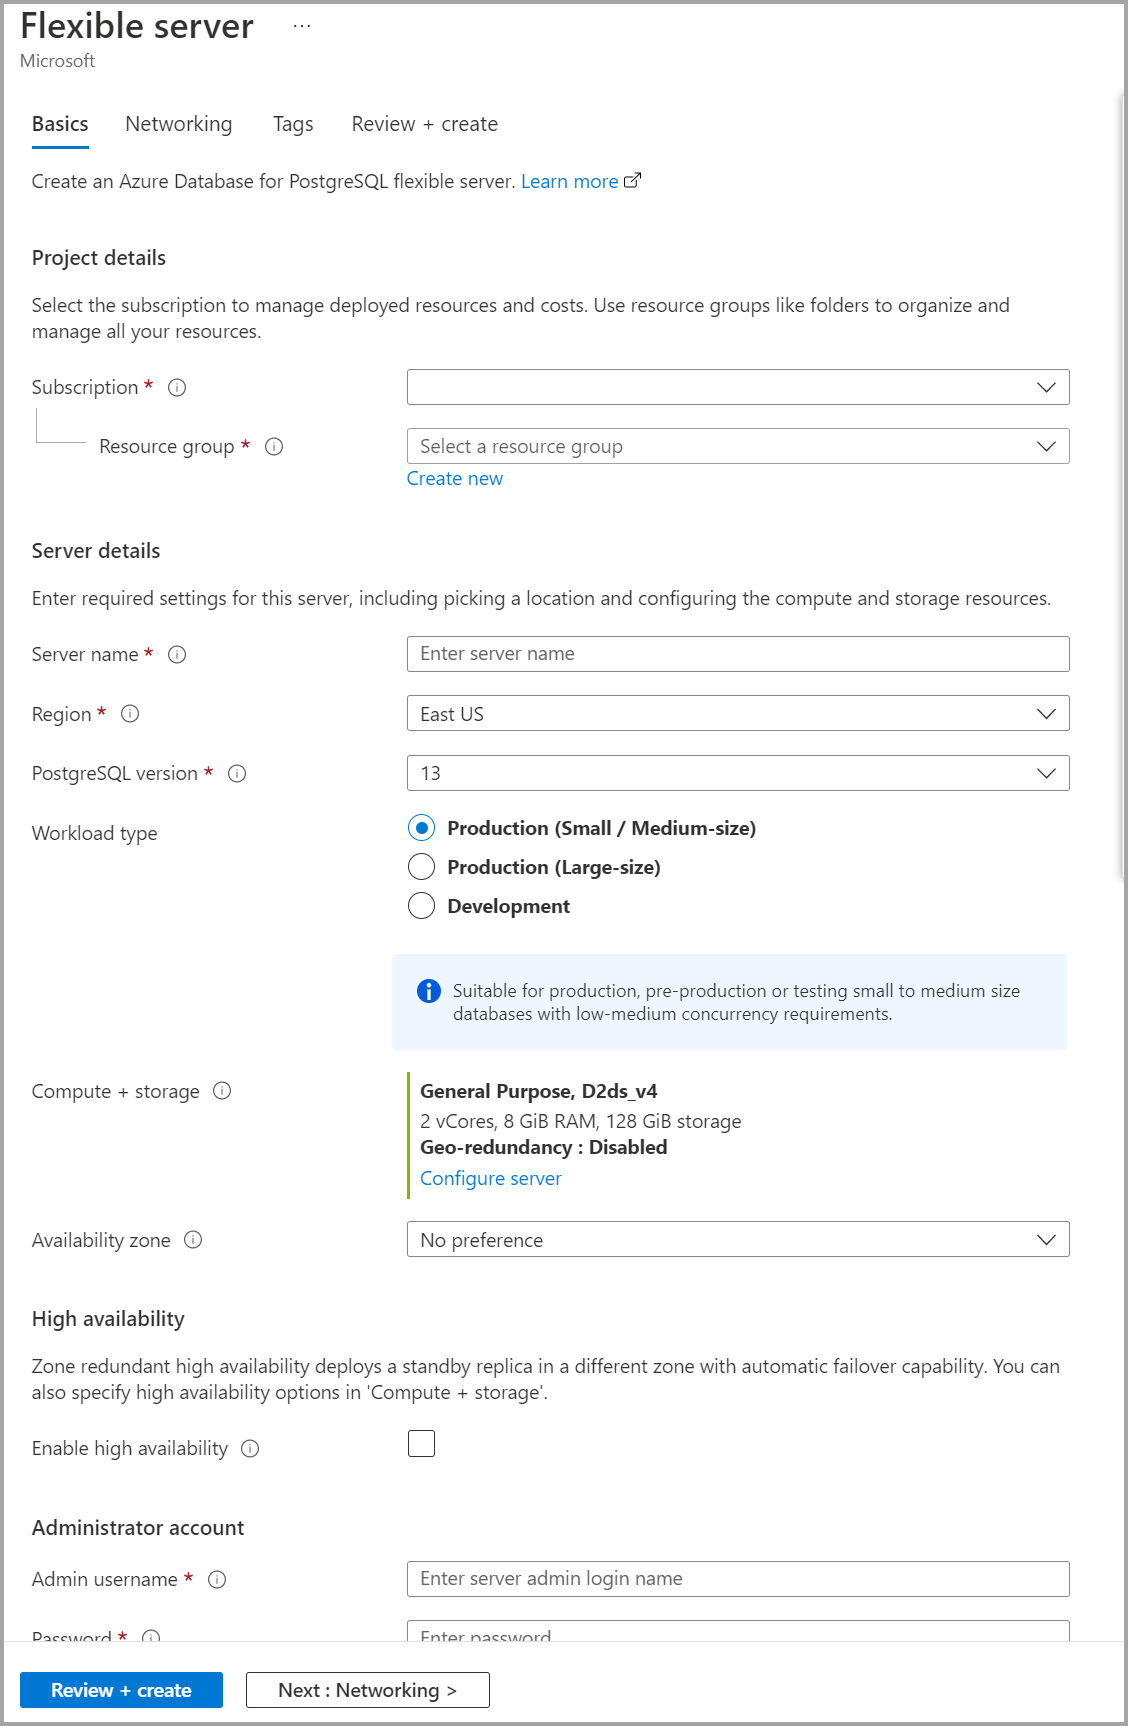 Flexible server ...
Microsoft
Basics Networking Tags Review + create
Create an Azure Database for PostgreSQL flexible server. Learn more
Project details
Select the subscription to manage deployed resources and costs. Use resource groups like folders to organize and
manage all your resources.
Subscription *
Resource group * Select a resource group
Create new
Server details
Enter required settings for this server, including picking a location and configuring the compute and storage resources.
Server name * Enter server name
Region * East US
PostgreSQL version * 13
Workload type Production (Small / Medium-size)
Production (Large-size)
Development
Suitable for production, pre-production or testing small to medium size
databases with low-medium concurrency requirements.
Compute + storage General Purpose, D2ds_v4
2 vCores, 8 GiB RAM, 128 GiB storage
Geo-redundancy : Disabled
Configure server
Availability zone No preference
High availability
Zone redundant high availability deploys a standby replica in a different zone with automatic failover capability. You can
also specify high availability options in 'Compute + storage'.
Enable high availability
Administrator account
Admin username * Enter server admin login name
Password * Enter password
Review + create Next : Networking >